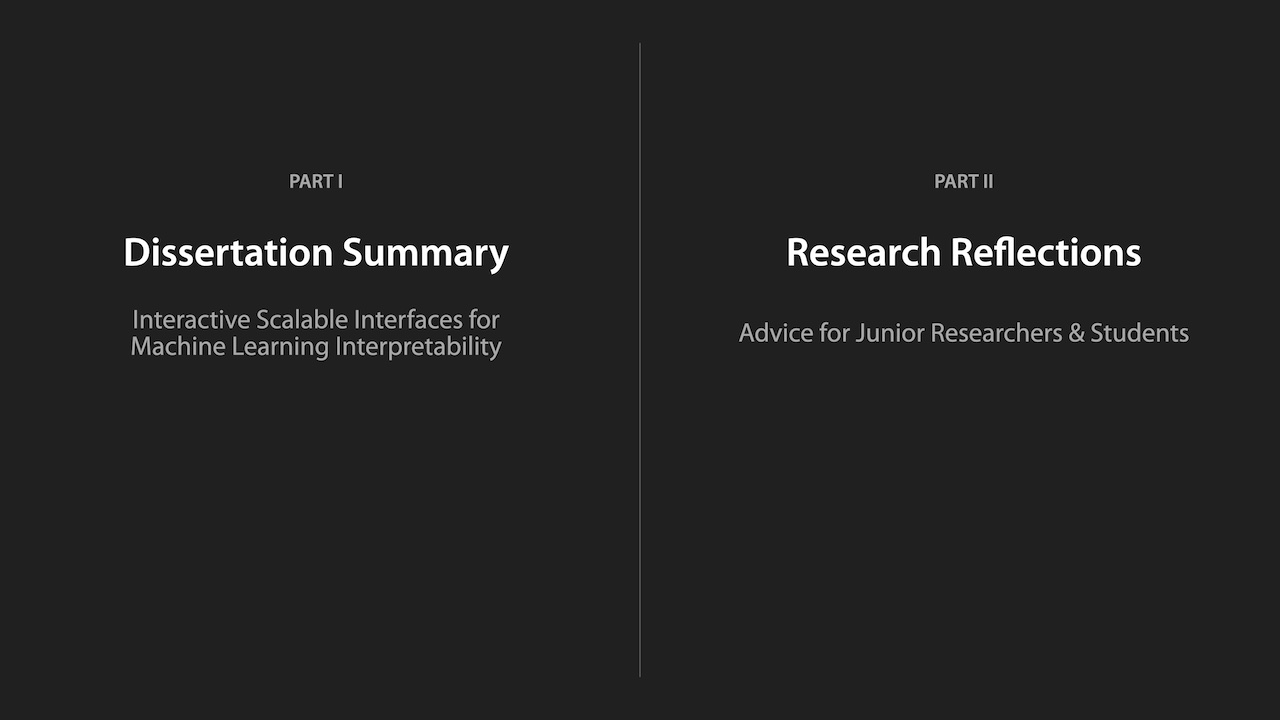 PART I
Dissertation Summary
Interactive Scalable Interfaces for
Machine Learning Interpretability
PART II
Research Reflections
Advice for Junior Researchers & Students